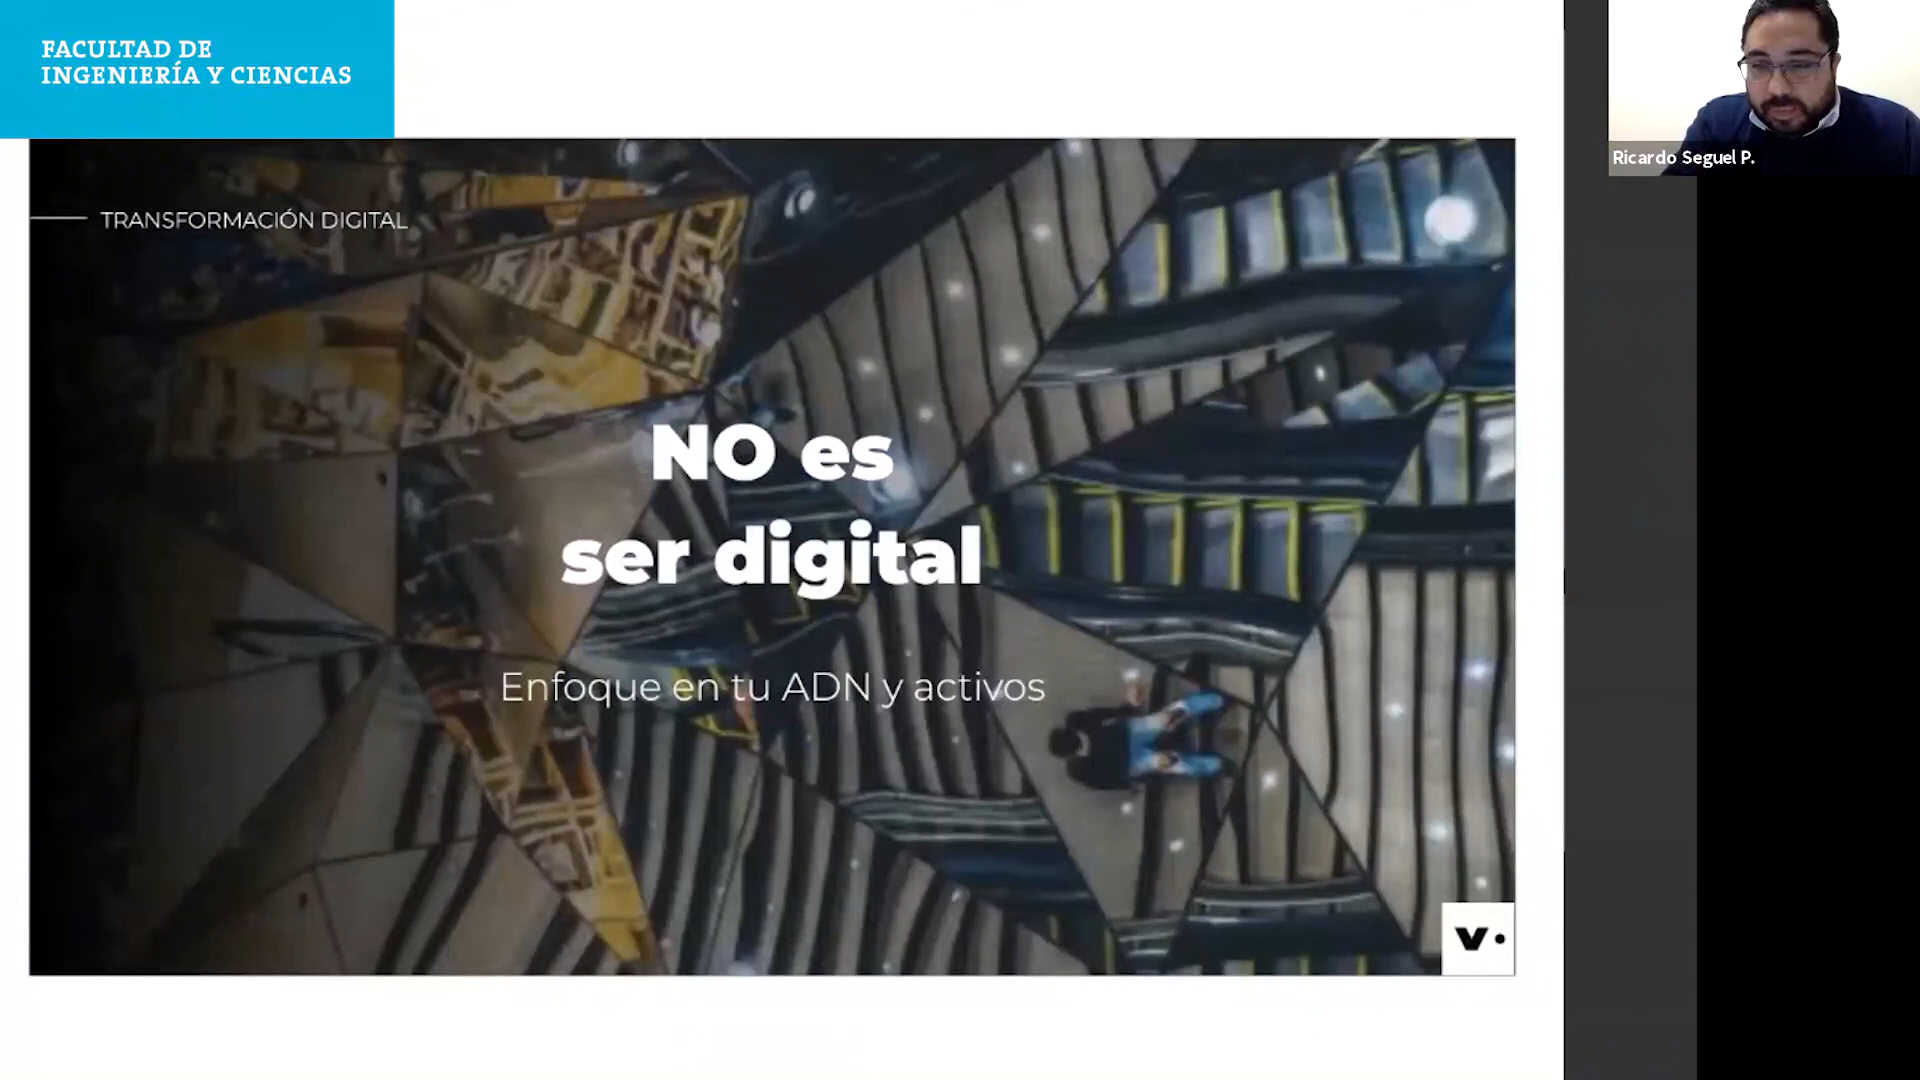 FACULTAD DE
INGENIERÍA Y CIENCIAS
Ricardo Seguel P.
TRANSFORMACIÓN DIGITAL
NO es
ser digital
Enfoque en tu ADN y activos
V.